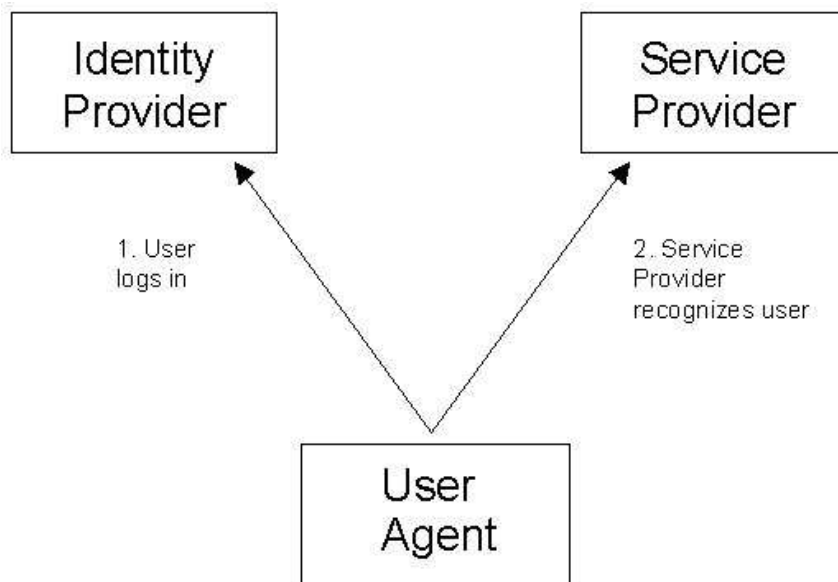 Identity
Provider
Service
Provider
1. User
logs in
2. Service
Provider
recognizes user
User
Agent